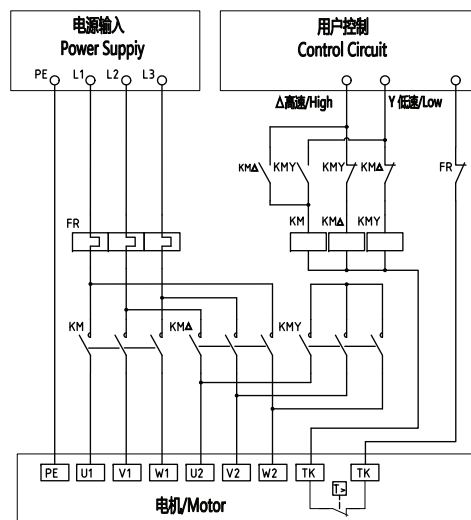 电源输入
Power Suppiy
用户控制
Control Circuit
PE L1 L2 L3
Δ高速/High Y 低速/Low
KMΔ KMY KMY KMΔ FR
KM KMΔ KMY
FR
KM KMΔ KMY
PE U1 V1 W1 U2 V2 W2 TK TK
T>
电机/Motor